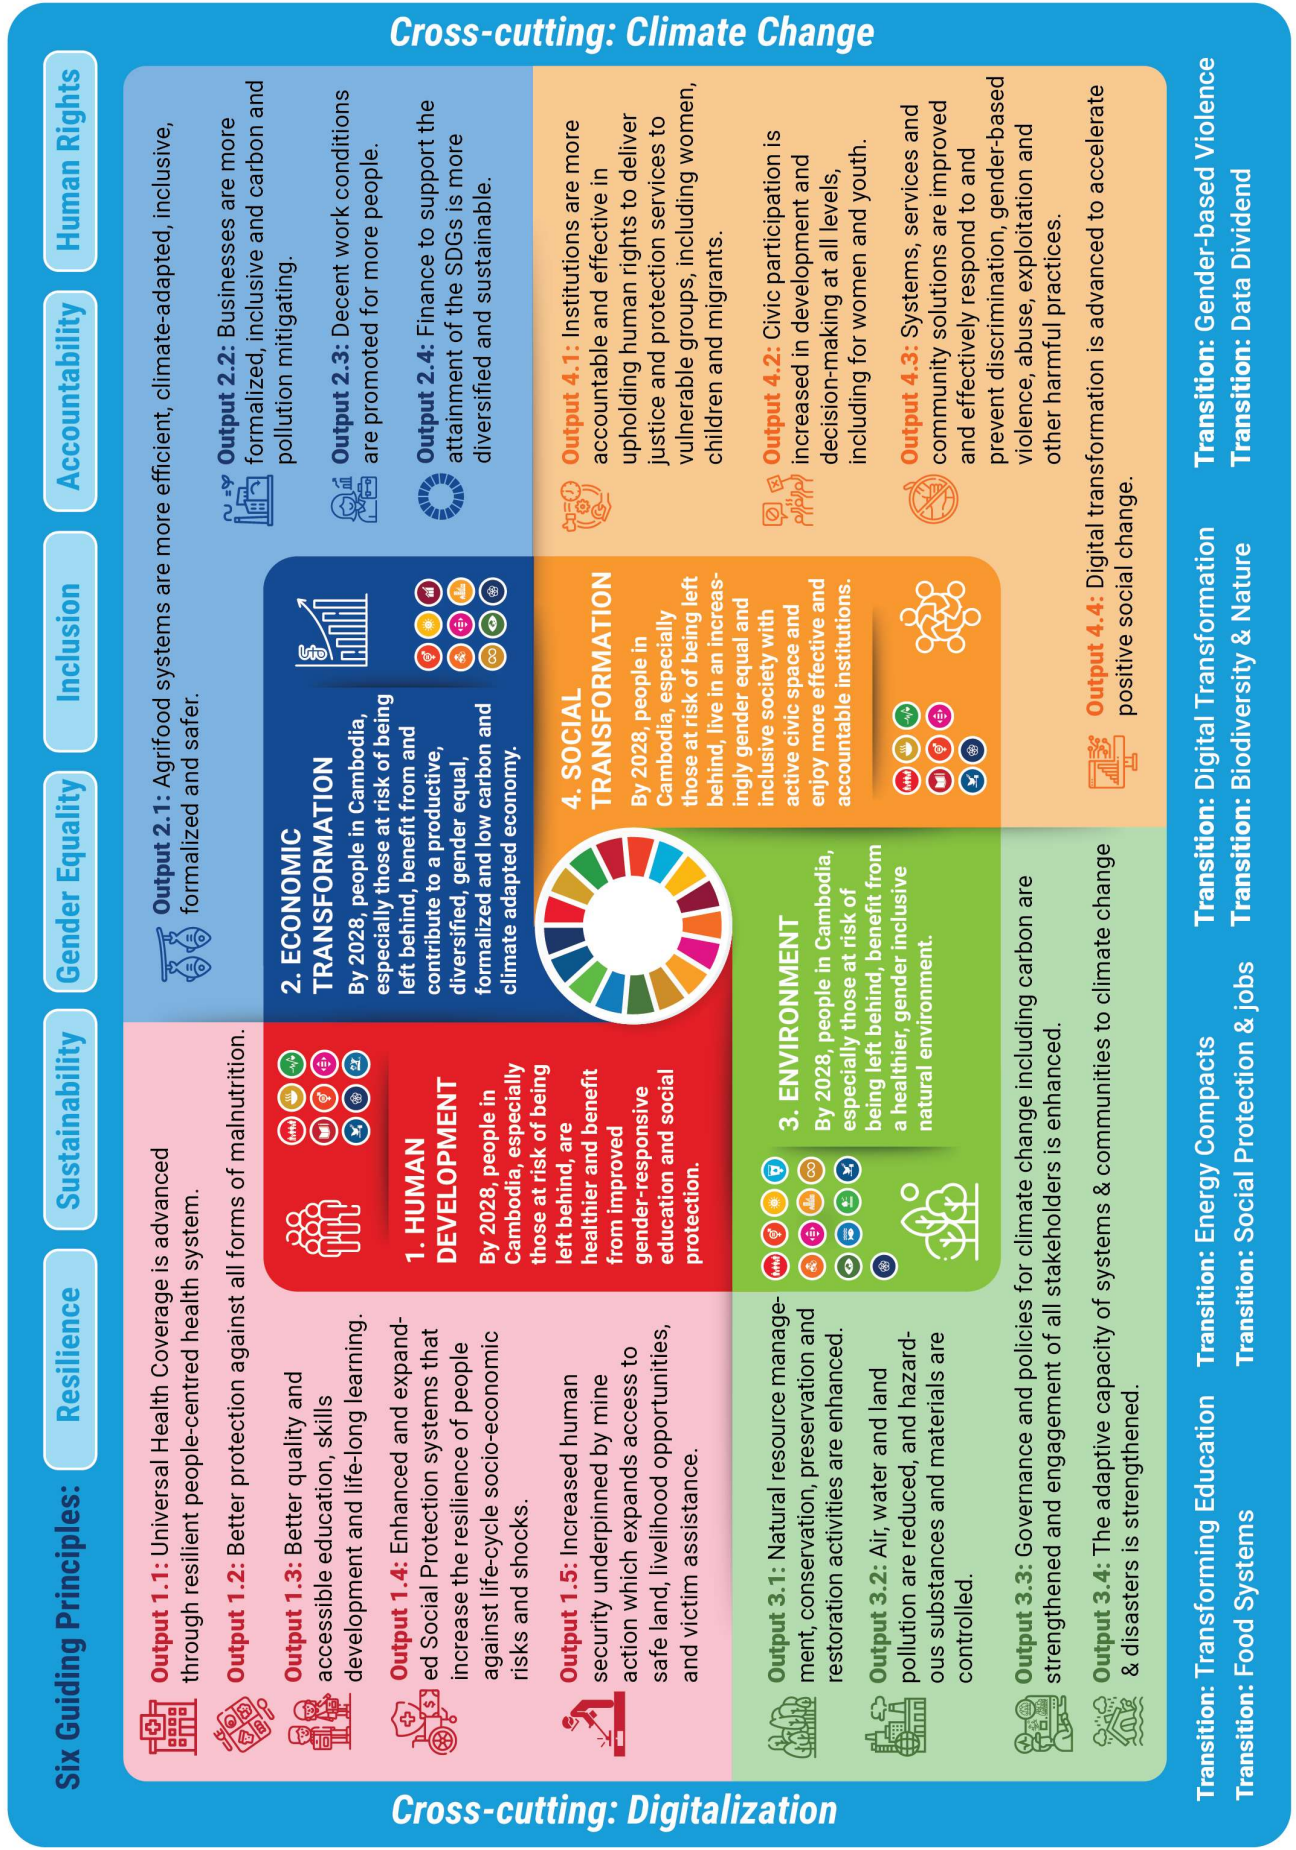 Six Guiding Principles:
Resilience
Sustainability
Gender Equality
Inclusion
Accountability
Human Rights
Cross-cutting: Digitalization
Cross-cutting: Climate Change
Output 1.1: Universal Health Coverage is advanced
through resilient people-centred health system.
Output 1.2: Better protection against all forms of malnutrition.
Output 1.3: Better quality and
accessible education, skills
development and life-long learning.
Output 1.4: Enhanced and expand-
ed Social Protection systems that
increase the resilience of people
against life-cycle socio-economic
risks and shocks.
Output 1.5: Increased human
security underpinned by mine
action which expands access to
safe land, livelihood opportunities,
and victim assistance.
1. HUMAN
DEVELOPMENT
By 2028, people in
Cambodia, especially
those at risk of being
left behind, are
healthier and benefit
from improved
gender-responsive
education and social
protection.
Output 2.1: Agrifood systems are more efficient, climate-adapted, inclusive,
formalized and safer.
2. ECONOMIC
TRANSFORMATION
By 2028, people in Cambodia,
especially those at risk of being
left behind, benefit from and
contribute to a productive,
diversified, gender equal,
formalized and low carbon and
climate adapted economy.
Output 2.2: Businesses are more
formalized, inclusive and carbon and
pollution mitigating.
Output 2.3: Decent work conditions
are promoted for more people.
Output 2.4: Finance to support the
attainment of the SDGs is more
diversified and sustainable.
Output 3.1: Natural resource manage-
ment, conservation, preservation and
restoration activities are enhanced.
Output 3.2: Air, water and land
pollution are reduced, and hazard-
ous substances and materials are
controlled.
3. ENVIRONMENT
By 2028, people in Cambodia,
especially those at risk of
being left behind, benefit from
a healthier, gender inclusive
natural environment.
Output 3.3: Governance and policies for climate change including carbon are
strengthened and engagement of all stakeholders is enhanced.
Output 3.4: The adaptive capacity of systems & communities to climate change
& disasters is strengthened.
4. SOCIAL
TRANSFORMATION
By 2028, people in
Cambodia, especially
those at risk of being left
behind, live in an increas-
ingly gender equal and
inclusive society with
active civic space and
enjoy more effective and
accountable institutions.
Output 4.1: Institutions are more
accountable and effective in
upholding human rights to deliver
justice and protection services to
vulnerable groups, including women,
children and migrants.
Output 4.2: Civic participation is
increased in development and
decision-making at all levels,
including for women and youth.
Output 4.3: Systems, services and
community solutions are improved
and effectively respond to and
prevent discrimination, gender-based
violence, abuse, exploitation and
other harmful practices.
Output 4.4: Digital transformation is advanced to accelerate
positive social change.
Transition: Transforming Education
Transition: Energy Compacts
Transition: Digital Transformation
Transition: Gender-based Violence
Transition: Food Systems
Transition: Social Protection & jobs
Transition: Biodiversity & Nature
Transition: Data Dividend